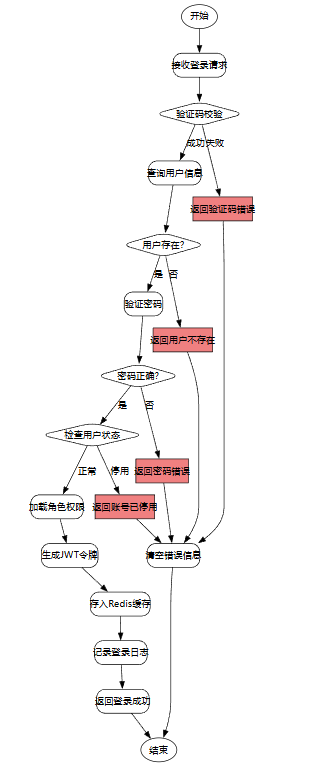 开始
接收登录请求
验证码校验
成功 失败
查询用户信息
返回验证码错误
用户存在?
是 否
验证密码
返回用户不存在
密码正确?
是 否
检查用户状态
正常 停用
返回密码错误
加载角色权限
返回账号已停用
生成JWT令牌
清空错误信息
存入Redis缓存
记录登录日志
返回登录成功
结束